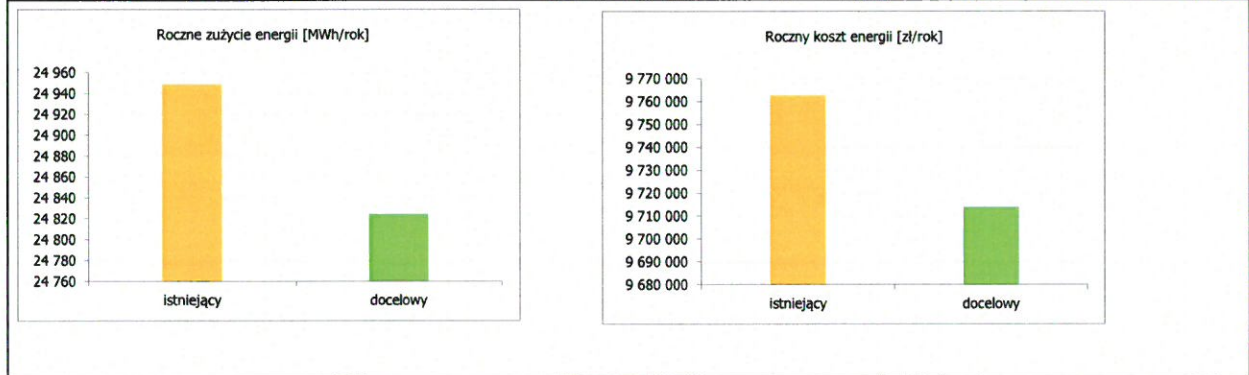 Roczne zużycie energii [MWh/rok]
24 960
24 940
24 920
24 900
24 880
24 860
24 840
24 820
24 800
24 780
24 760
istniejący
docelowy
Roczny koszt energii [zł/rok]
9 770 000
9 760 000
9 750 000
9 740 000
9 730 000
9 720 000
9 710 000
9 700 000
9 690 000
9 680 000
istniejący
docelowy